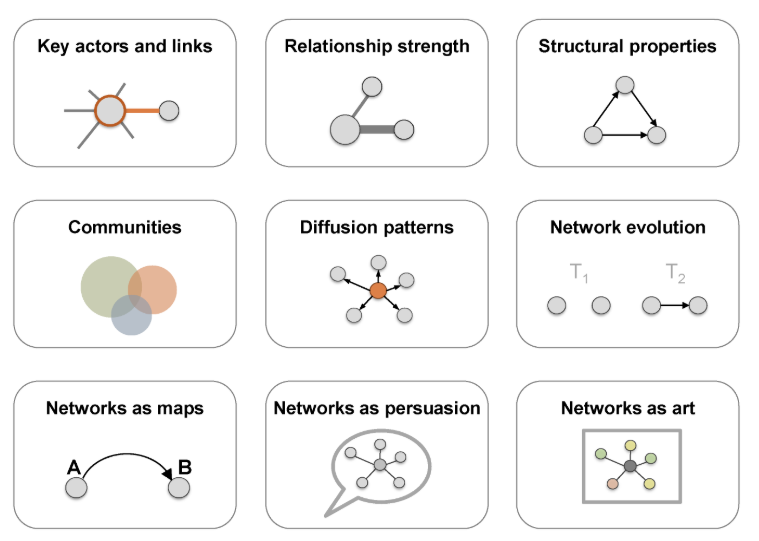 Key actors and links
Relationship strength
Structural properties
Communities
Diffusion patterns
Network evolution
T1 T2
Networks as maps
A B
Networks as persuasion
Networks as art